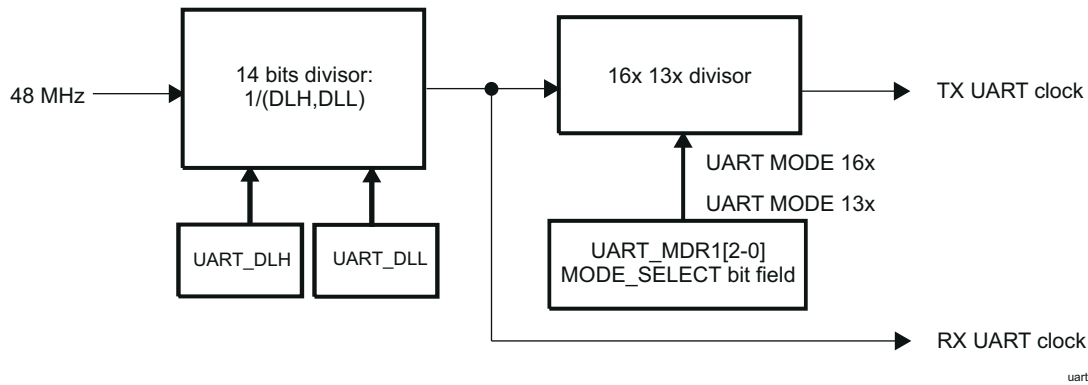 48 MHz
14 bits divisor:
1/(DLH,DLL)
16x 13x divisor
TX UART clock
UART MODE 16x
UART MODE 13x
UART_DLH
UART_DLL
UART_MDR1[2-0]
MODE_SELECT bit field
RX UART clock
uart